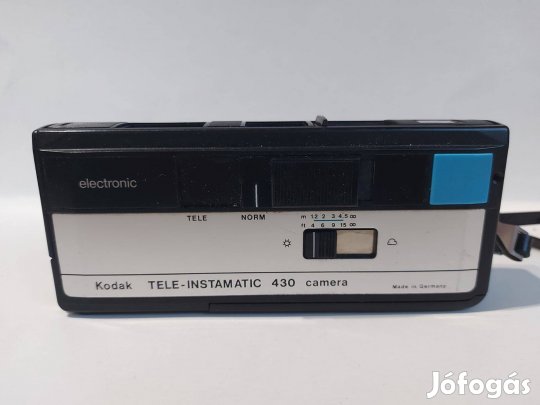 electronic
TELE NORM
m 1.2 2 3 4.5 ∞
ft 4 6 9 15 ∞
Kodak TELE-INSTAMATIC 430 camera
Made in Germany
Jófogás